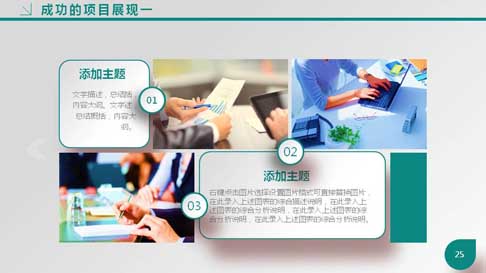 成功的项目展现一
添加主题
文字描述，总结概
内容大纲。文字述
总结概括，内容大
纲。
01
02
添加主题
右键点击图片选择设置图片格式可直接替换图片，
在此录入上述图表的综合描述说明，在此录入上
述图表的综合分析说明，在此录入上述图表的综
合分析说明，在此录入上述图表的综合分析说明。
03
25